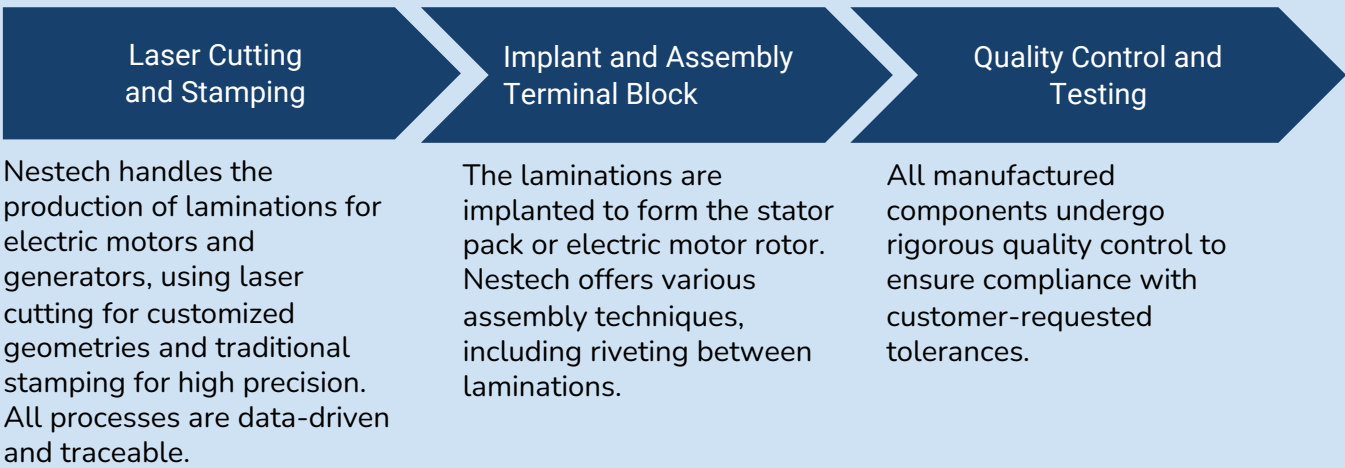 Laser Cutting
and Stamping
Nestech handles the
production of laminations for
electric motors and
generators, using laser
cutting for customized
geometries and traditional
stamping for high precision.
All processes are data-driven
and traceable.
Implant and Assembly
Terminal Block
The laminations are
implanted to form the stator
pack or electric motor rotor.
Nestech offers various
assembly techniques,
including riveting between
laminations.
Quality Control and
Testing
All manufactured
components undergo
rigorous quality control to
ensure compliance with
customer-requested
tolerances.